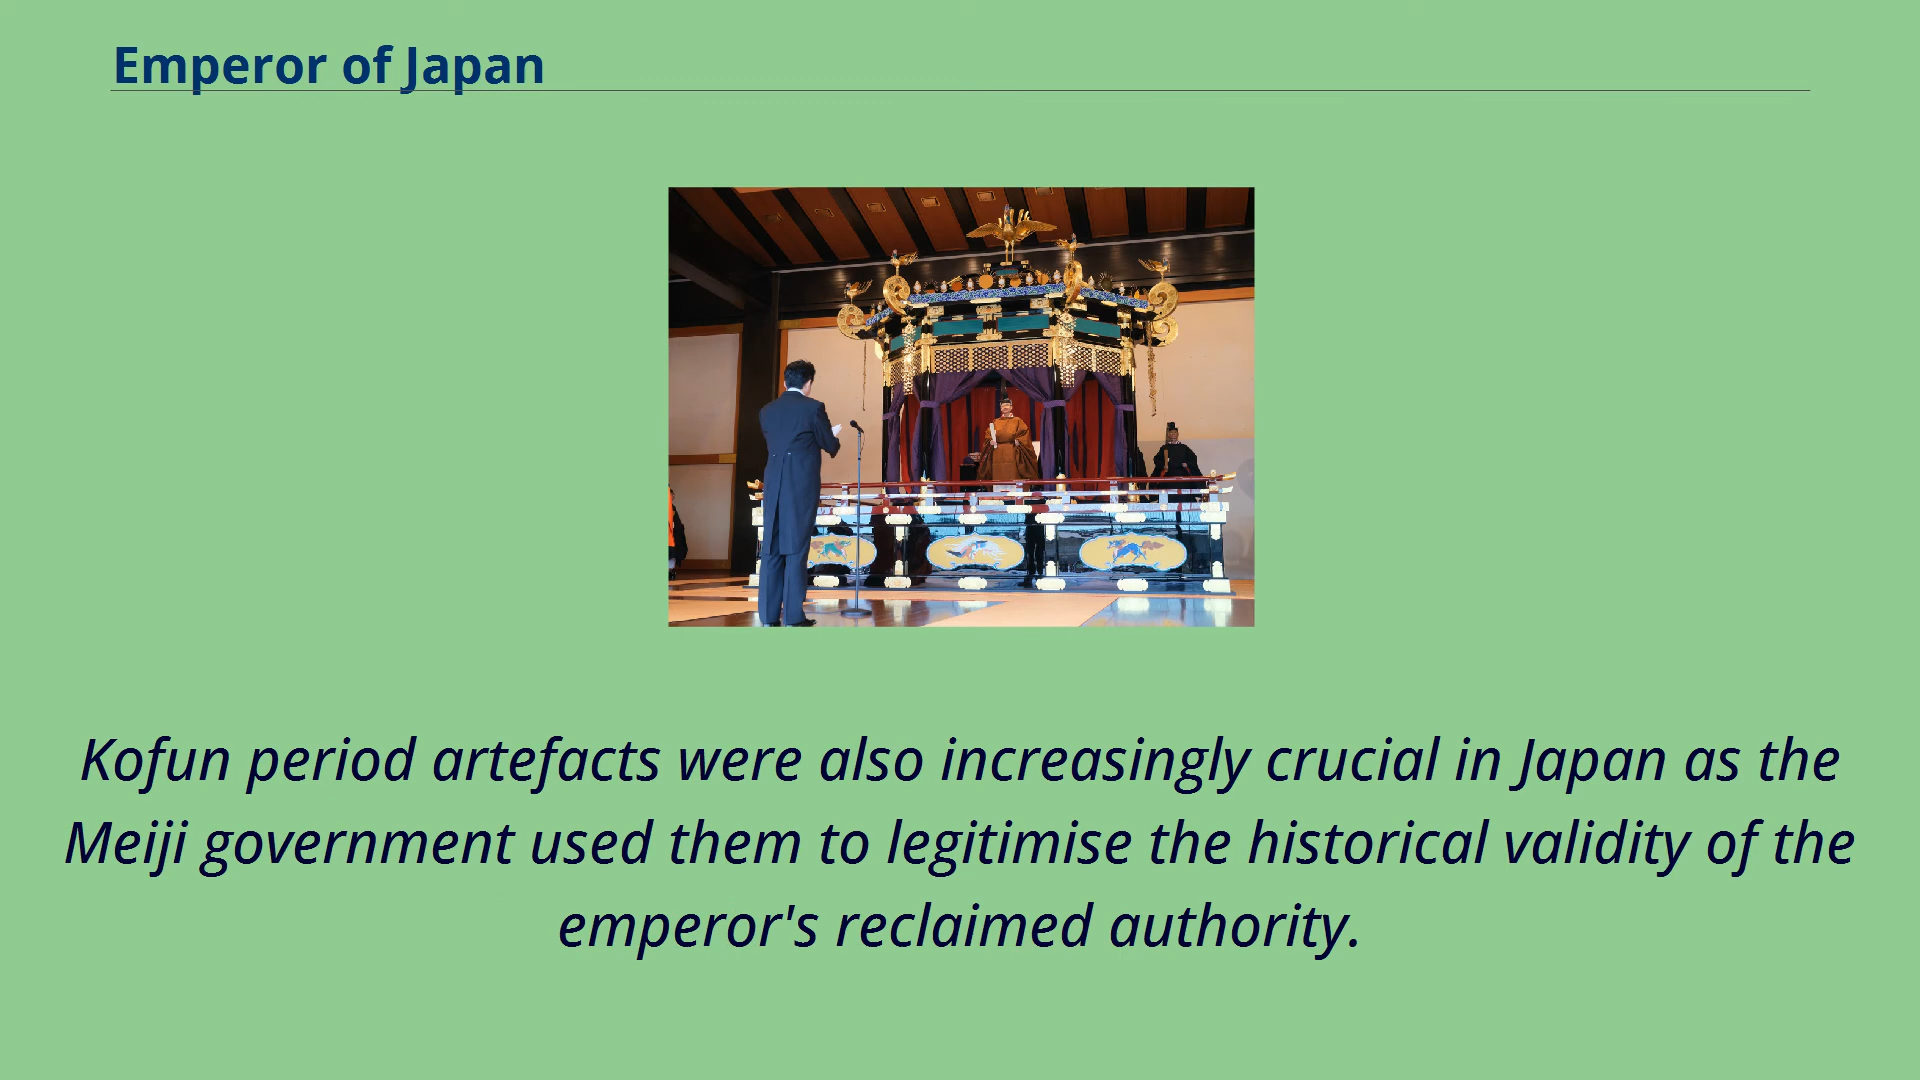 Emperor of Japan
Kofun period artefacts were also increasingly crucial in Japan as the
Meiji government used them to legitimise the historical validity of the
emperor's reclaimed authority.